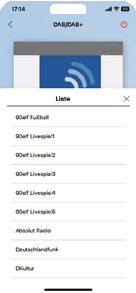 17:14
DAB/DAB+
Liste
90elf Fußball
90elf Livespiel1
90elf Livespiel2
90elf Livespiel3
90elf Livespiel4
90elf Livespiel5
Absolut Radio
Deutschlandfunk
DKultur